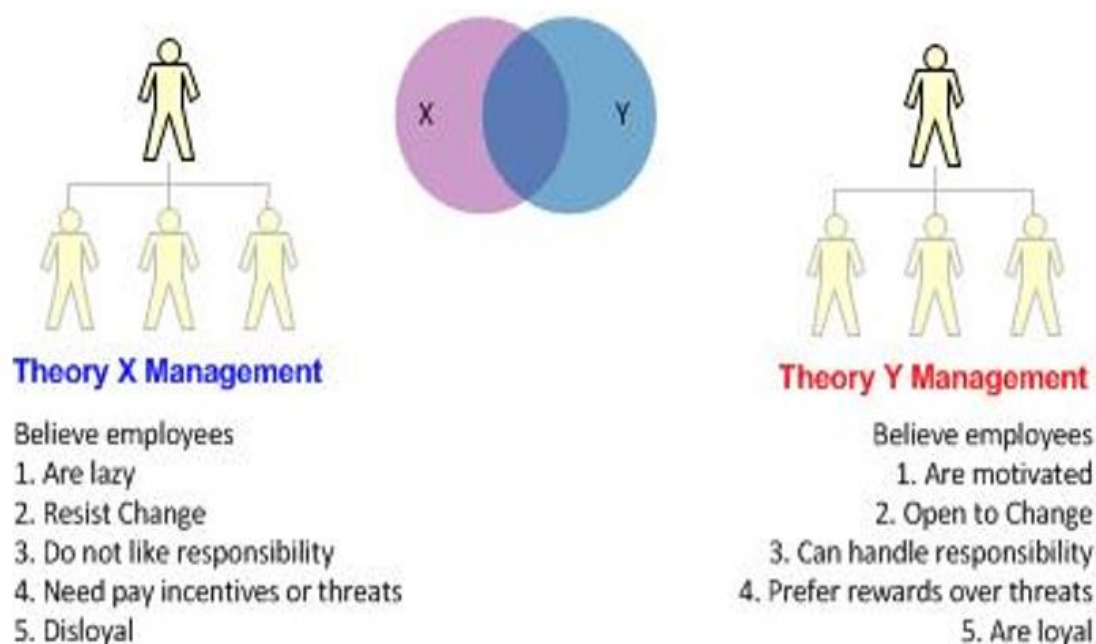 X
Y
Theory X Management
Believe employees
1. Are lazy
2. Resist Change
3. Do not like responsibility
4. Need pay incentives or threats
5. Disloyal
Theory Y Management
Believe employees
1. Are motivated
2. Open to Change
3. Can handle responsibility
4. Prefer rewards over threats
5. Are loyal